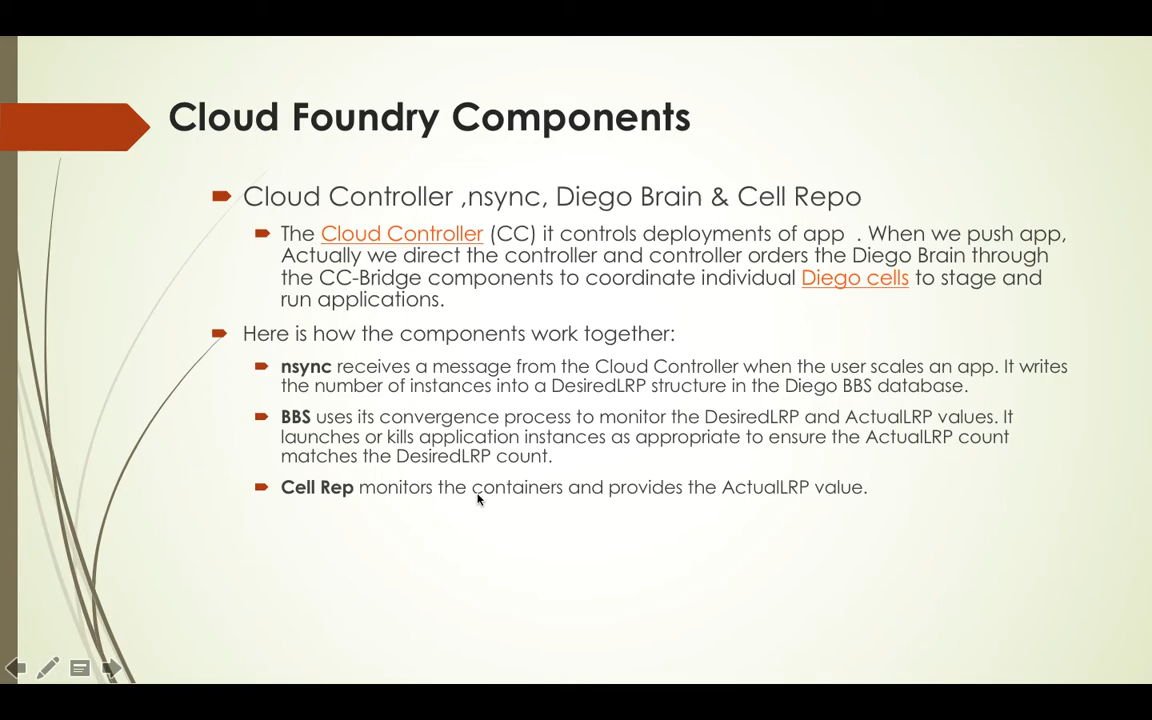 Cloud Foundry Components
Cloud Controller ,nsync, Diego Brain & Cell Repo
The Cloud Controller (CC) it controls deployments of app  . When we push app,
Actually we direct the controller and controller orders the Diego Brain through
the CC-Bridge components to coordinate individual Diego cells to stage and
run applications.
Here is how the components work together:
nsync receives a message from the Cloud Controller when the user scales an app. It writes
the number of instances into a DesiredLRP structure in the Diego BBS database.
BBS uses its convergence process to monitor the DesiredLRP and ActualLRP values. It
launches or kills application instances as appropriate to ensure the ActualLRP count
matches the DesiredLRP count.
Cell Rep monitors the containers and provides the ActualLRP value.